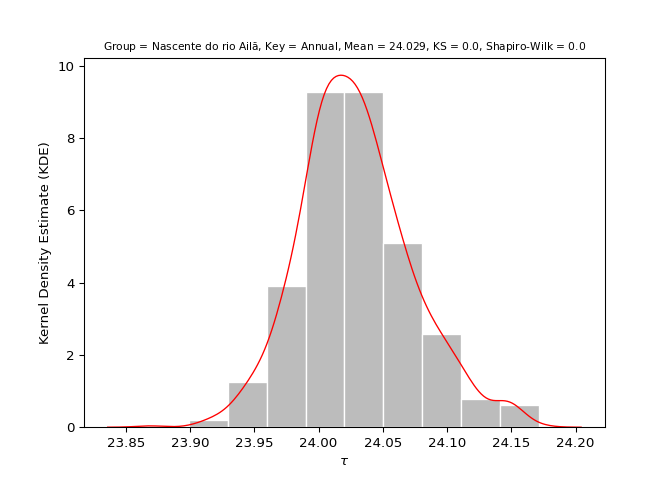 Group = Nascente do rio Ailã, Key = Annual, Mean = 24.029, KS = 0.0, Shapiro-Wilk = 0.0
Kernel Density Estimate (KDE)
10
8
6
4
2
0
23.85 23.90 23.95 24.00 24.05 24.10 24.15 24.20
τ